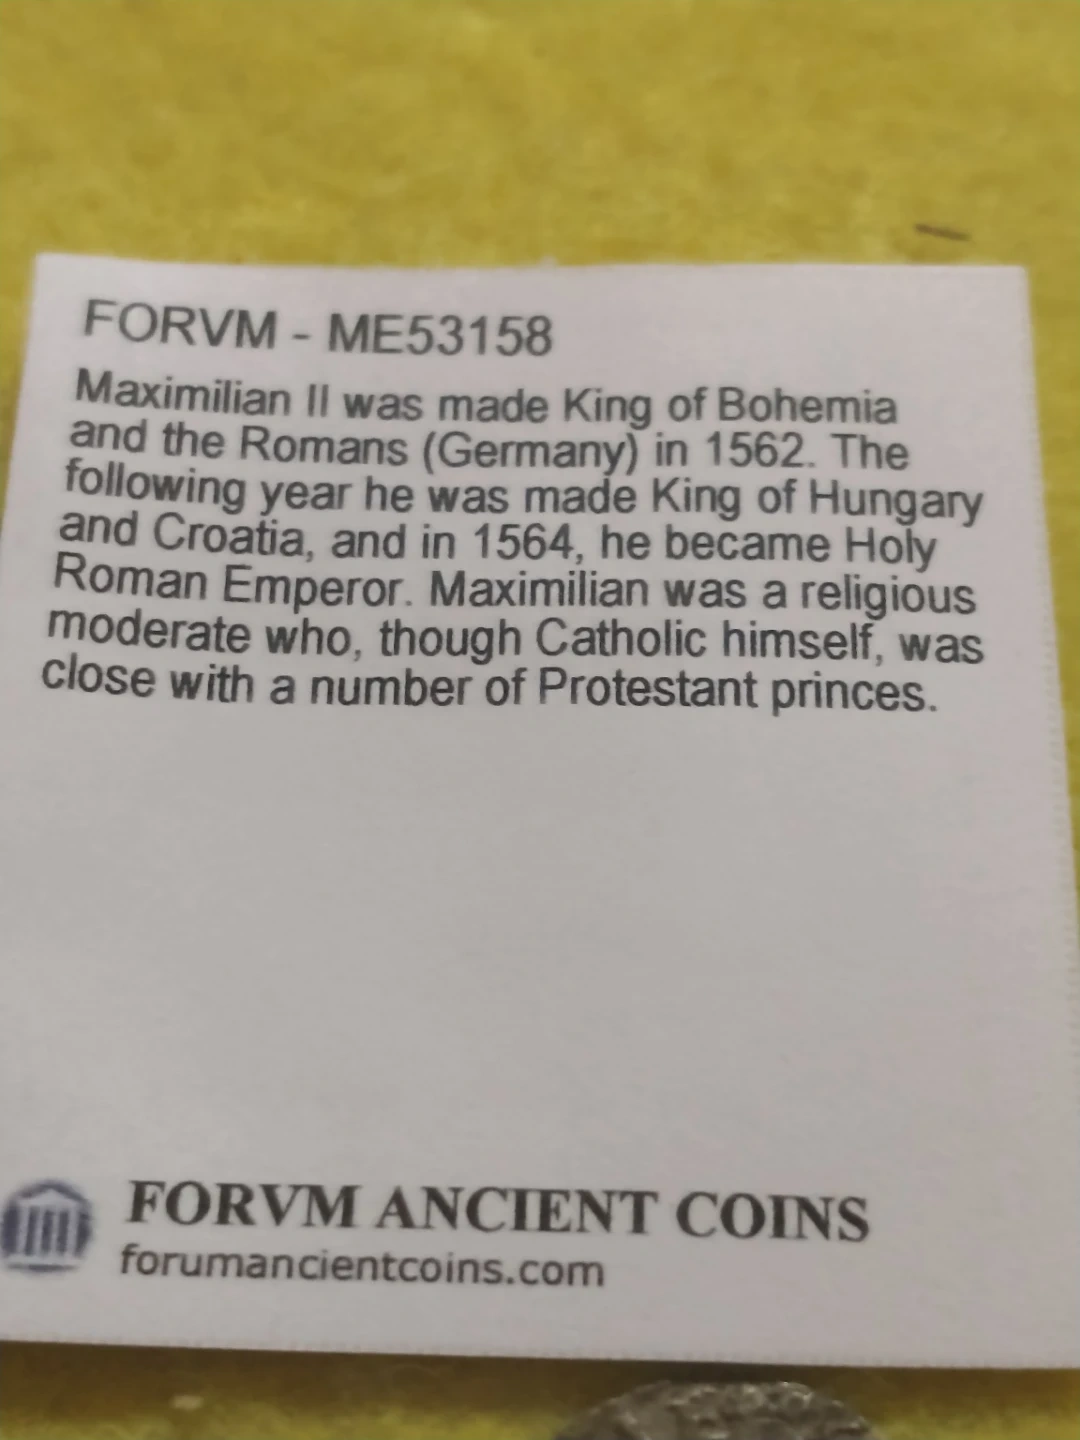 FORVM - ME53158
Maximilian II was made King of Bohemia
and the Romans (Germany) in 1562. The
following year he was made King of Hungary
and Croatia, and in 1564, he became Holy
Roman Emperor. Maximilian was a religious
moderate who, though Catholic himself, was
close with a number of Protestant princes.
FORVM ANCIENT COINS
forumancientcoins.com